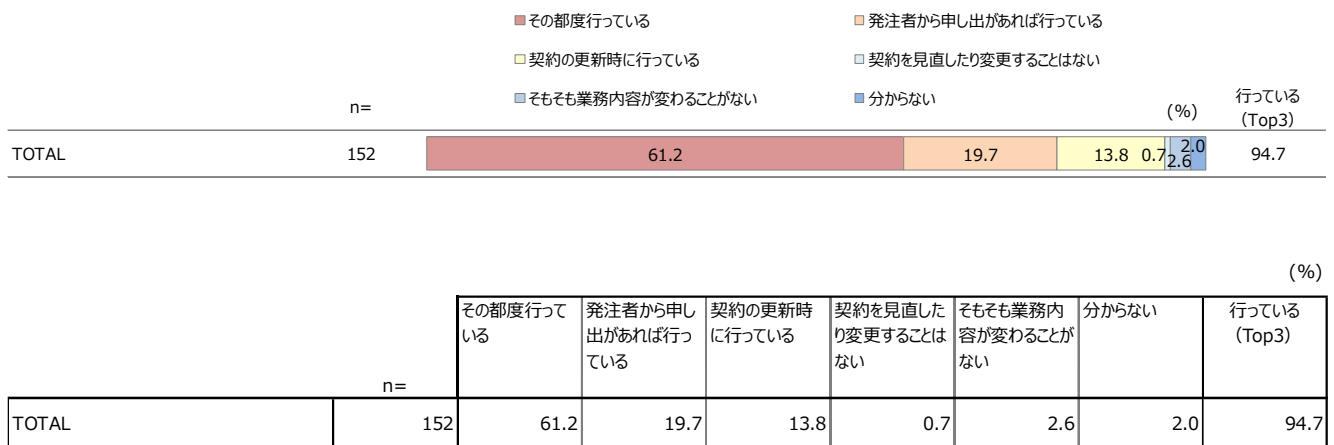 その都度行っている
発注者から申し出があれば行っている
契約の更新時に行っている
契約を見直したり変更することはない
そもそも業務内容が変わることがない
分からない
n=
(%)
行っている
(Top3)
TOTAL 152 61.2 19.7 13.8 0.7 2.6 2.0 94.7
(%)
その都度行って
いる
発注者から申し
出があれば行っ
ている
契約の更新時
に行っている
契約を見直した
り変更することは
ない
そもそも業務内
容が変わることが
ない
分からない
行っている
(Top3)
n=
TOTAL 152 61.2 19.7 13.8 0.7 2.6 2.0 94.7